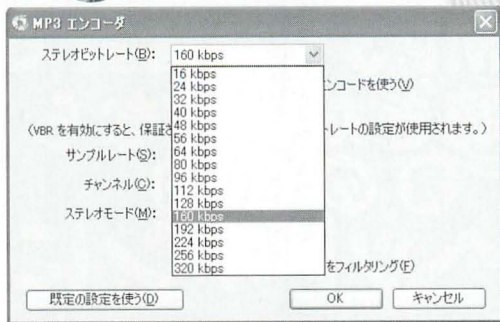 MP3 エンコーダ
ステレオビットレート(B): 160 kbps
16 kbps
24 kbps
32 kbps
40 kbps
48 kbps
56 kbps
64 kbps
80 kbps
96 kbps
112 kbps
128 kbps
160 kbps
192 kbps
224 kbps
256 kbps
320 kbps
ンコードを使う(V)
(VBR を有効にすると、保証さ
レートの設定が使用されます。)
サンプルレート(S):
チャンネル(C):
ステレオモード(M):
をフィルタリング(F)
既定の設定を使う(D)
OK
キャンセル